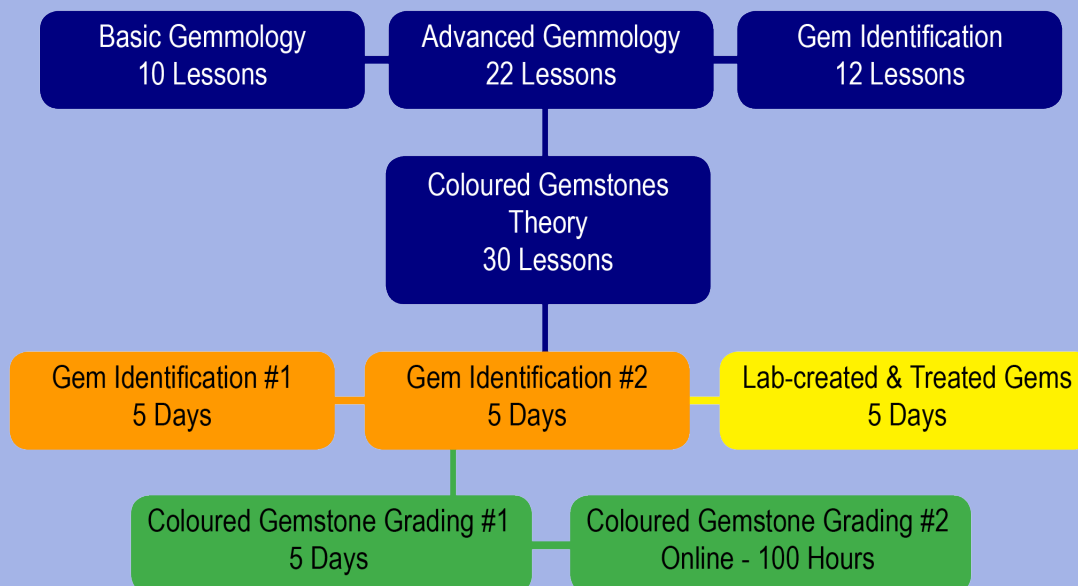 Basic Gemmology
10 Lessons
Advanced Gemmology
22 Lessons
Gem Identification
12 Lessons
Coloured Gemstones
Theory
30 Lessons
Gem Identification #1
5 Days
Gem Identification #2
5 Days
Lab-created & Treated Gems
5 Days
Coloured Gemstone Grading #1
5 Days
Coloured Gemstone Grading #2
Online - 100 Hours